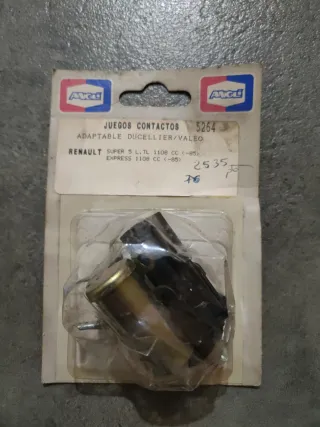 ANGLI ANGLI
JUEGOS CONTACTOS 5264
ADAPTABLE DUCELLIER/VALEO
RENAULT SUPER 5 L,TL 1108 CC (-85)
EXPRESS 1108 CC (-85)
2535